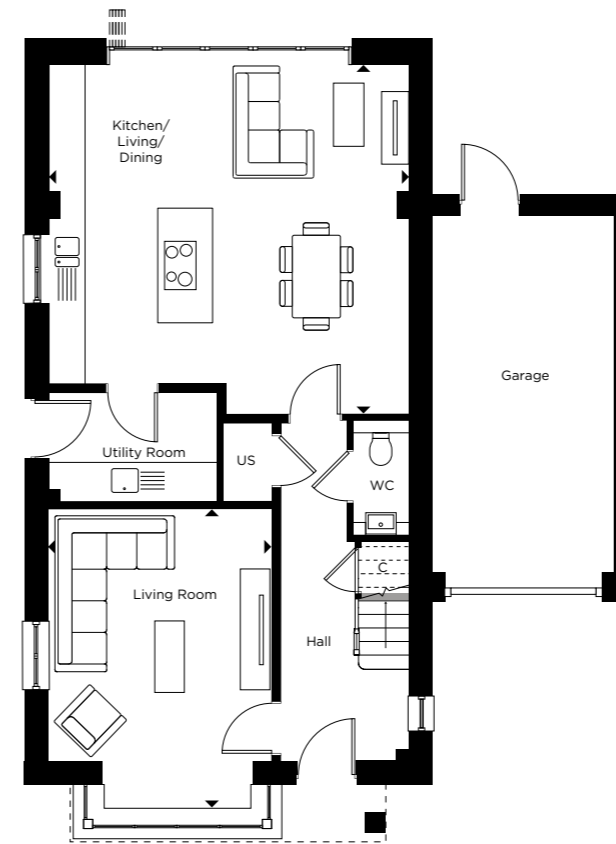 Kitchen/
Living/
Dining
Garage
Utility Room
US
WC
C
Living Room
Hall